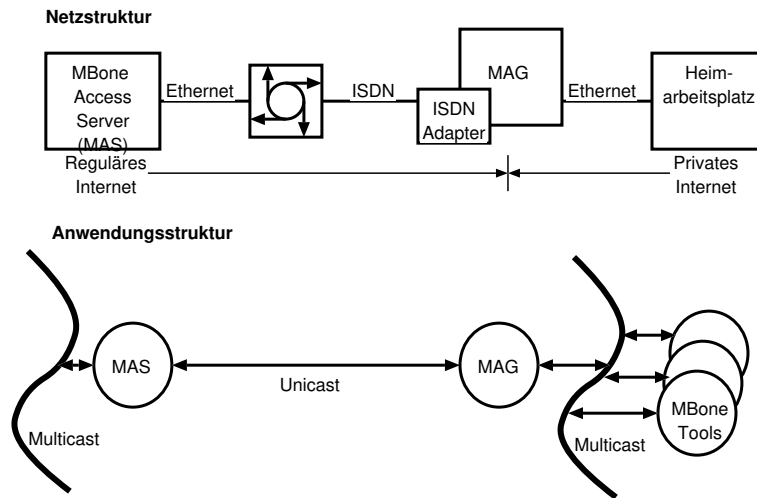 Netzstruktur
MBone
Access
Server
(MAS)
Ethernet
ISDN
MAG
ISDN
Adapter
Ethernet
Heim-
arbeitsplatz
Reguläres
Internet
Privates
Internet
Anwendungsstruktur
MAS
Unicast
MAG
MBone
Tools
Multicast
Multicast